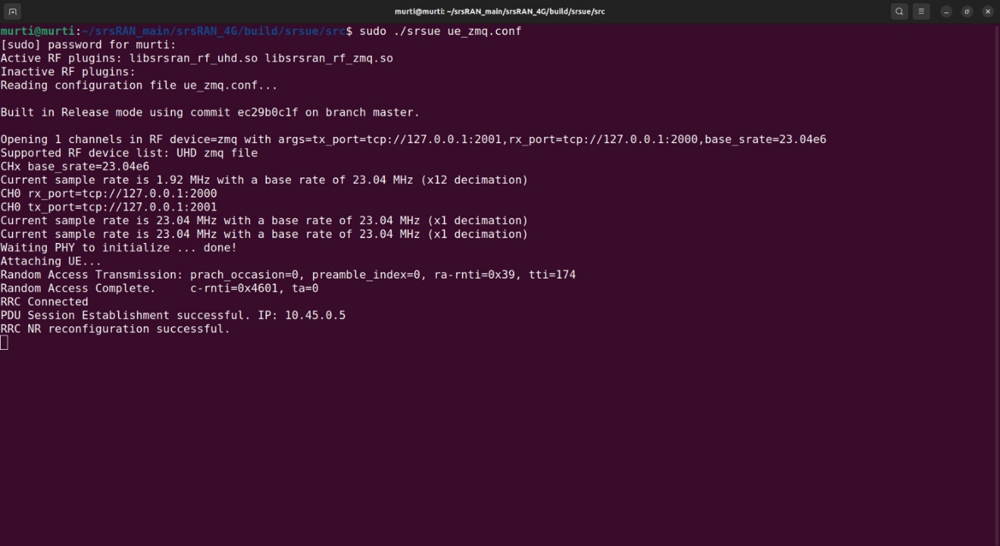 murti@murti: ~/srsRAN_main/srsRAN_4G/build/srsue/src
murti@murti:~/srsRAN_main/srsRAN_4G/build/srsue/src$ sudo ./srsue ue_zmq.conf
[sudo] password for murti:
Active RF plugins: libsrsran_rf_uhd.so libsrsran_rf_zmq.so
Inactive RF plugins:
Reading configuration file ue_zmq.conf...
Built in Release mode using commit ec29b0c1f on branch master.
Opening 1 channels in RF device=zmq with args=tx_port=tcp://127.0.0.1:2001,rx_port=tcp://127.0.0.1:2000,base_srate=23.04e6
Supported RF device list: UHD zmq file
CHx base_srate=23.04e6
Current sample rate is 1.92 MHz with a base rate of 23.04 MHz (x12 decimation)
CH0 rx_port=tcp://127.0.0.1:2000
CH0 tx_port=tcp://127.0.0.1:2001
Current sample rate is 23.04 MHz with a base rate of 23.04 MHz (x1 decimation)
Current sample rate is 23.04 MHz with a base rate of 23.04 MHz (x1 decimation)
Waiting PHY to initialize ... done!
Attaching UE...
Random Access Transmission: prach_occasion=0, preamble_index=0, ra-rnti=0x39, tti=174
Random Access Complete.     c-rnti=0x4601, ta=0
RRC Connected
PDU Session Establishment successful. IP: 10.45.0.5
RRC NR reconfiguration successful.